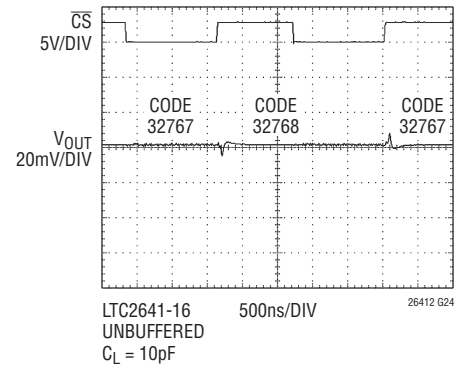 CS
5V/DIV
CODE
32767
CODE
32768
CODE
32767
VOUT
20mV/DIV
LTC2641-16
UNBUFFERED
CL = 10pF
500ns/DIV
26412 G24